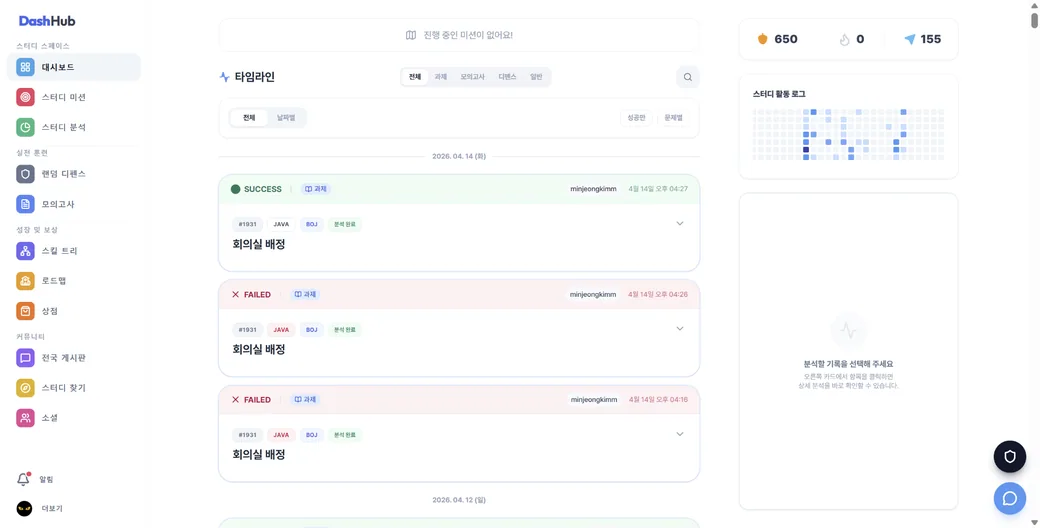 DashHub
스터디 스페이스
대시보드
스터디 미션
스터디 분석
실전 훈련
랜덤 디펜스
모의고사
성장 및 보상
스킬 트리
로드맵
상점
커뮤니티
전국 게시판
스터디 찾기
소셜
알림
더보기
진행 중인 미션이 없어요!
타임라인
전체 과제 모의고사 디펜스 일반
전체 날짜별
성공만 문제별
2026. 04. 14 (화)
SUCCESS 과제 minjeongkimm 4월 14일 오후 04:27
#1931 JAVA BOJ 분석 완료
회의실 배정
FAILED 과제 minjeongkimm 4월 14일 오후 04:26
#1931 JAVA BOJ 분석 완료
회의실 배정
FAILED 과제 minjeongkimm 4월 14일 오후 04:16
#1931 JAVA BOJ 분석 완료
회의실 배정
2026. 04. 12 (일)
650 0 155
스터디 활동 로그
분석할 기록을 선택해 주세요
오른쪽 카드에서 항목을 클릭하면
상세 분석을 바로 확인할 수 있습니다.